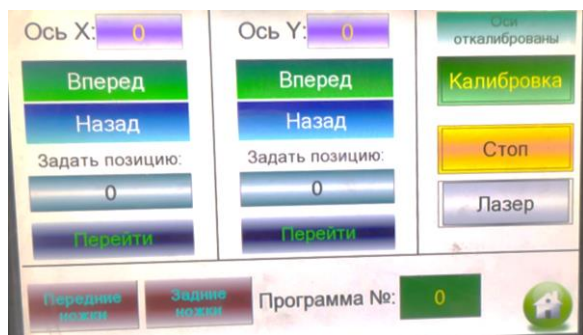 Ось X: 0
Ось Y: 0
Оси
откалиброваны
Вперед
Вперед
Калибровка
Назад
Назад
Задать позицию:
Задать позицию:
Стоп
0
0
Лазер
Перейти
Перейти
Передние
ножки
Задние
ножки
Программа №: 0